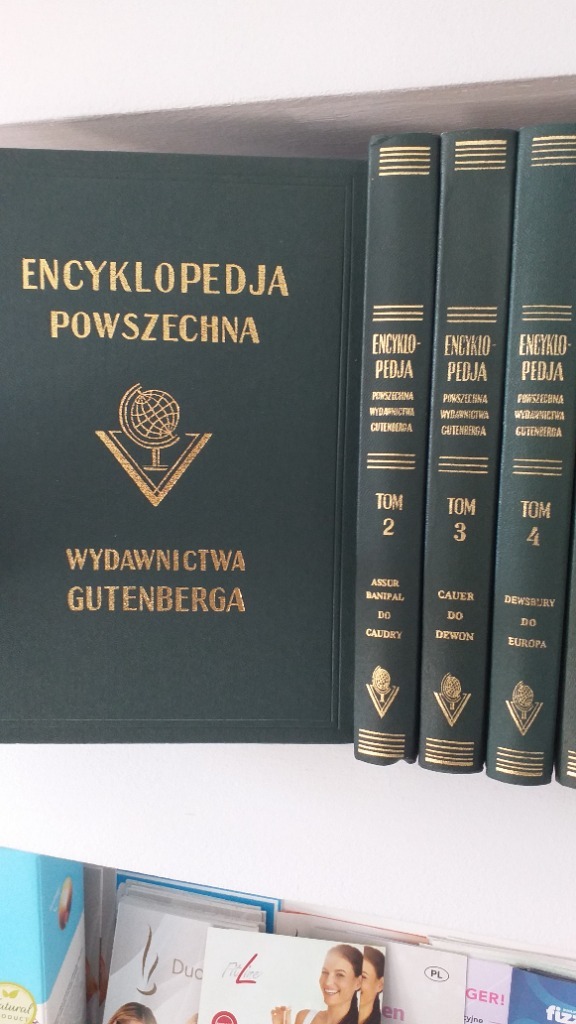 ENCYKLOPEDJA
POWSZECHNA
WYDAWNICTWA
GUTENBERGA
ENCYKLO-
PEDJA
POWSZECHNA
WYDAWNICTWA
GUTENBERGA
TOM
2
ASSUR
BANIPAL
DO
CAUDRY
ENCYKLO-
PEDJA
POWSZECHNA
WYDAWNICTWA
GUTENBERGA
TOM
3
CAUER
DO
DEWON
ENCYKLO-
PEDJA
POWSZECHNA
WYDAWNICTWA
GUTENBERGA
TOM
4
DEWSBURY
DO
EUROPA
PL
GER!